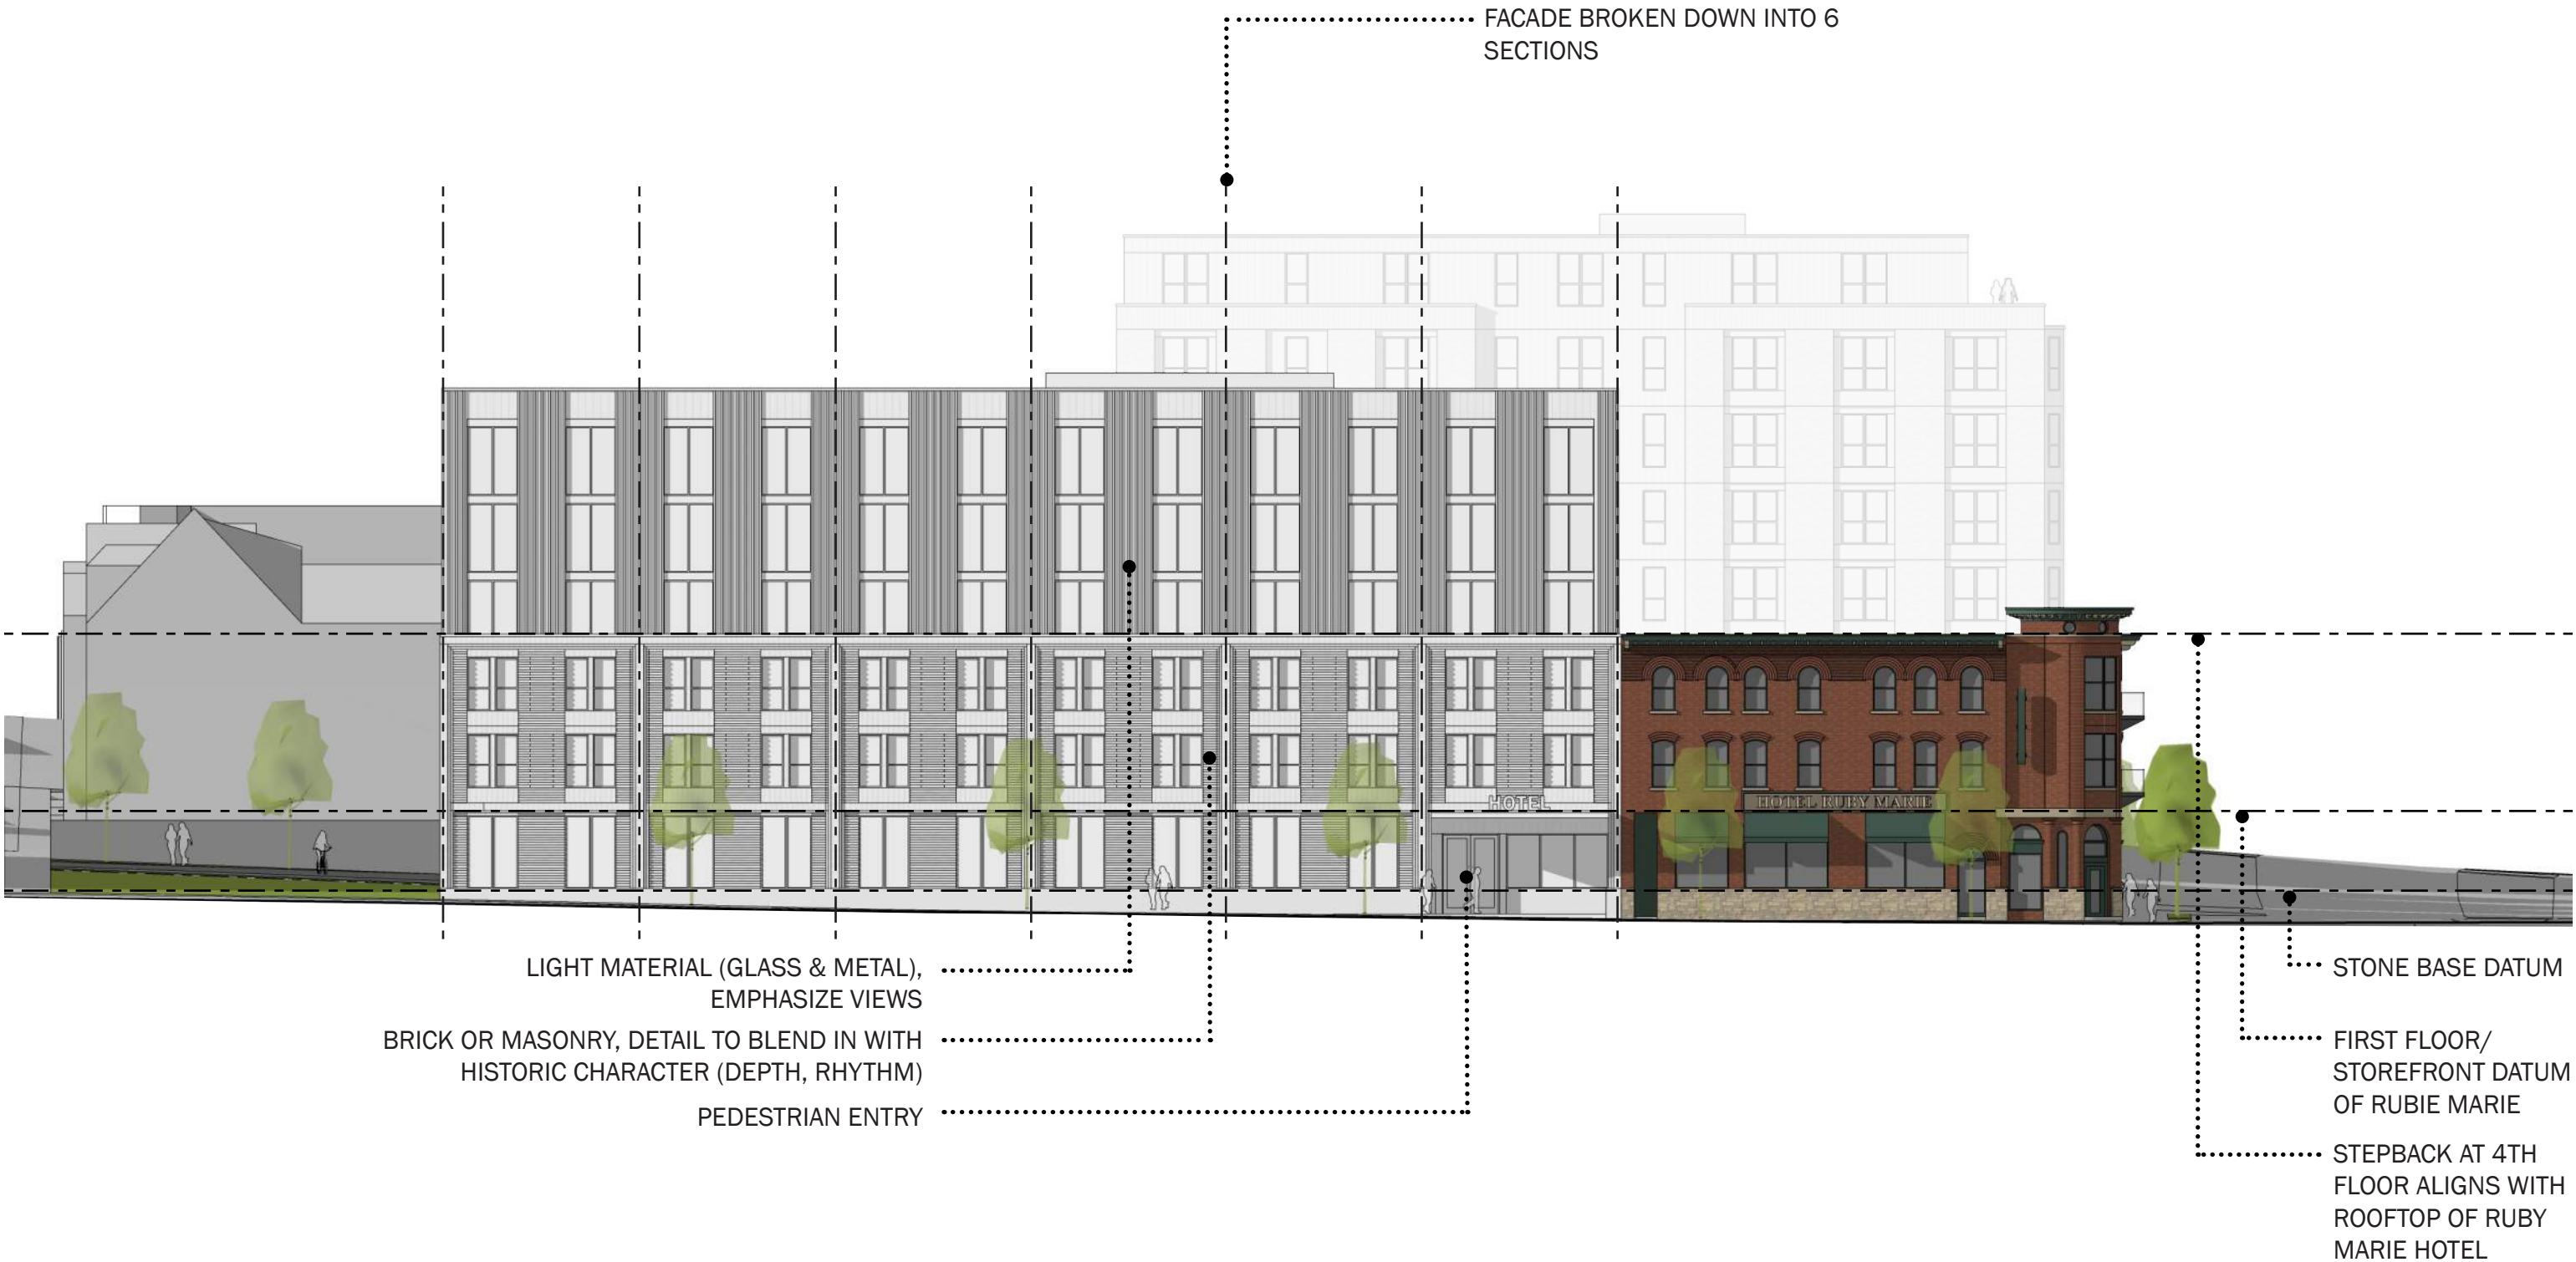 FACADE BROKEN DOWN INTO 6
SECTIONS
HOTEL
HOTEL RUBY MARIE
LIGHT MATERIAL (GLASS & METAL),
EMPHASIZE VIEWS
BRICK OR MASONRY, DETAIL TO BLEND IN WITH
HISTORIC CHARACTER (DEPTH, RHYTHM)
PEDESTRIAN ENTRY
STONE BASE DATUM
FIRST FLOOR/
STOREFRONT DATUM
OF RUBIE MARIE
STEPBACK AT 4TH
FLOOR ALIGNS WITH
ROOFTOP OF RUBY
MARIE HOTEL